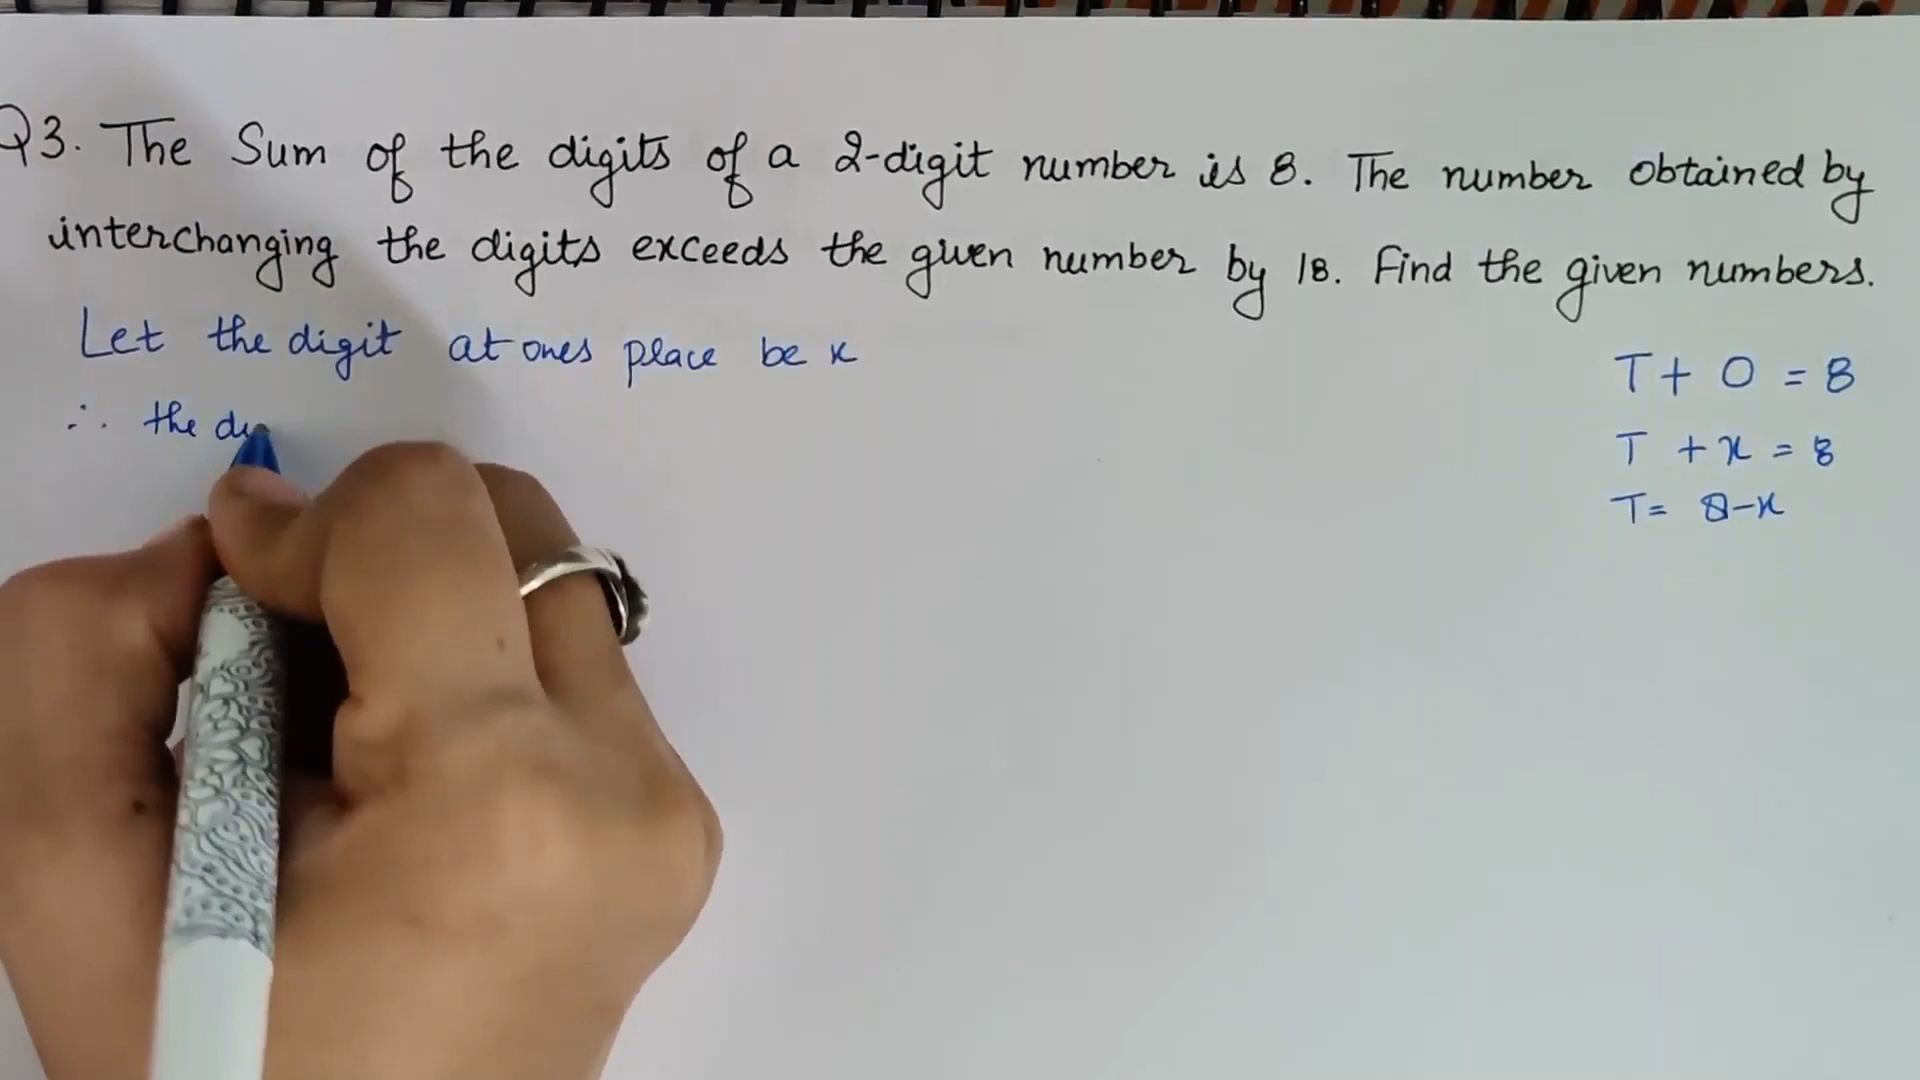 Q3. The Sum of the digits of a 2-digit number is 8. The number obtained by
interchanging the digits exceeds the given number by 18. Find the given numbers.
Let the digit at ones place be x
T + O = 8
∴ the di
T + x = 8
T = 8-x